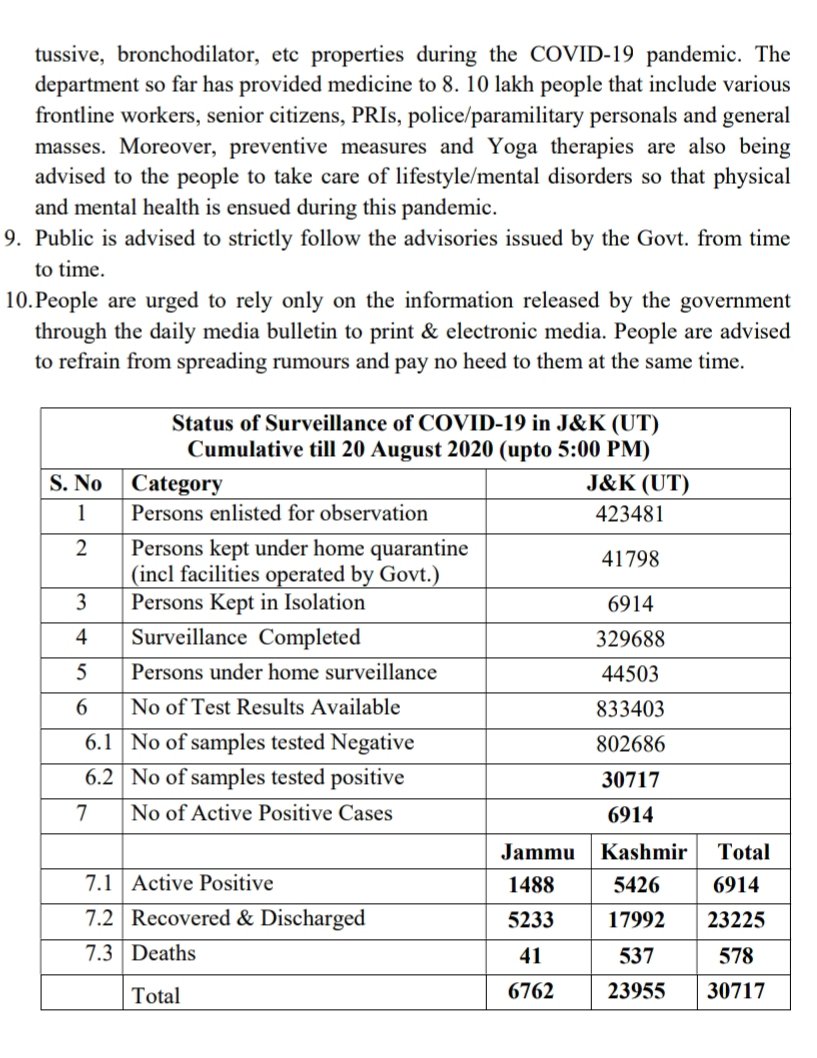 tussive, bronchodilator, etc properties during the COVID-19 pandemic. The
department so far has provided medicine to 8. 10 lakh people that include various
frontline workers, senior citizens, PRIs, police/paramilitary personals and general
masses. Moreover, preventive measures and Yoga therapies are also being
advised to the people to take care of lifestyle/mental disorders so that physical
and mental health is ensued during this pandemic.
9. Public is advised to strictly follow the advisories issued by the Govt. from time
to time.
10.People are urged to rely only on the information released by the government
through the daily media bulletin to print & electronic media. People are advised
to refrain from spreading rumours and pay no heed to them at the same time.
Status of Surveillance of COVID-19 in J&K (UT)
Cumulative till 20 August 2020 (upto 5:00 PM)
S. No Category J&K (UT)
1 Persons enlisted for observation 423481
2 Persons kept under home quarantine
(incl facilities operated by Govt.) 41798
3 Persons Kept in Isolation 6914
4 Surveillance Completed 329688
5 Persons under home surveillance 44503
6 No of Test Results Available 833403
6.1 No of samples tested Negative 802686
6.2 No of samples tested positive 30717
7 No of Active Positive Cases 6914
Jammu Kashmir Total
7.1 Active Positive 1488 5426 6914
7.2 Recovered & Discharged 5233 17992 23225
7.3 Deaths 41 537 578
Total 6762 23955 30717